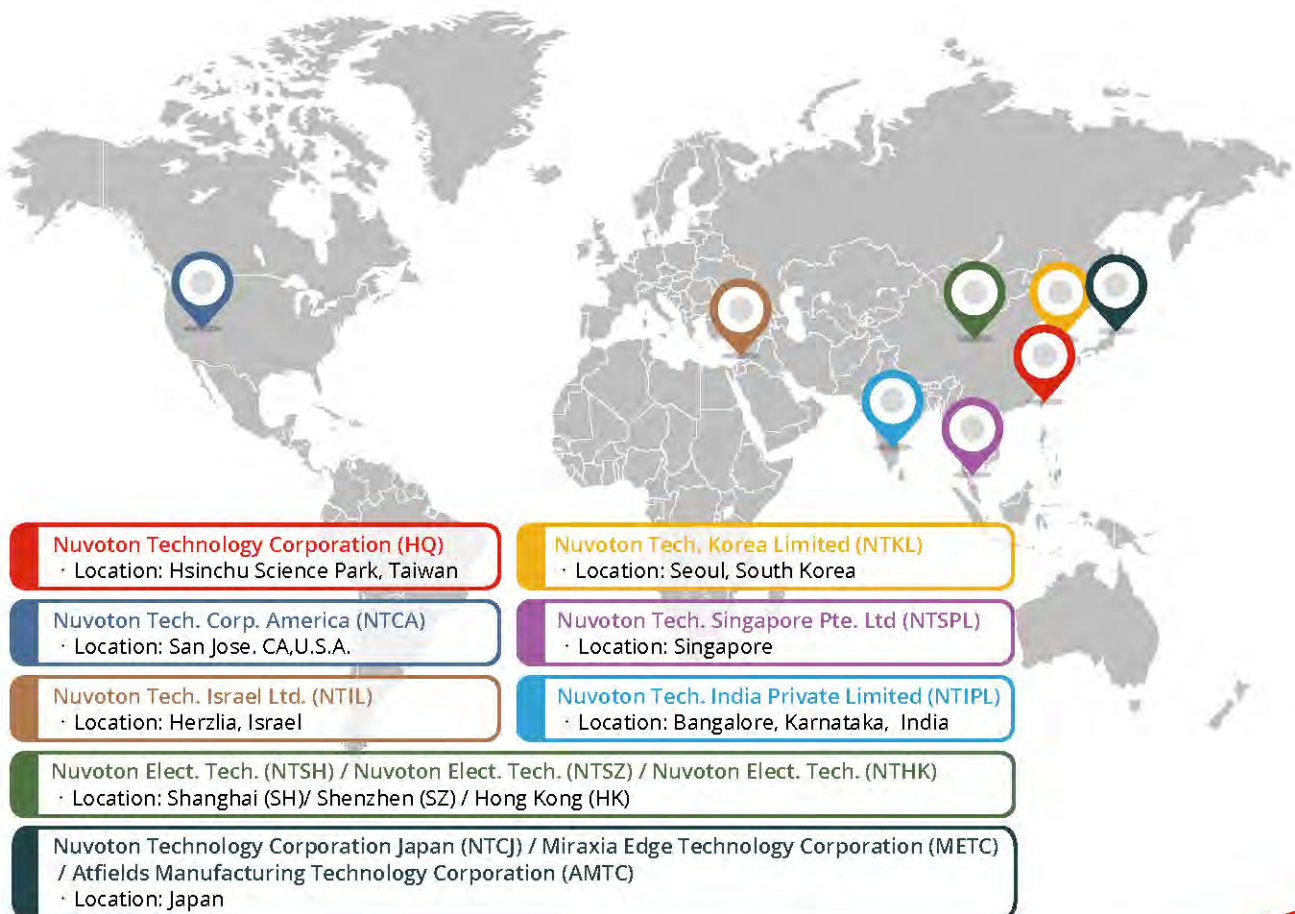 Nuvoton Technology Corporation (HQ)
· Location: Hsinchu Science Park, Taiwan
Nuvoton Tech. Korea Limited (NTKL)
· Location: Seoul, South Korea
Nuvoton Tech. Corp. America (NTCA)
· Location: San Jose. CA,U.S.A.
Nuvoton Tech. Singapore Pte. Ltd (NTSPL)
· Location: Singapore
Nuvoton Tech. Israel Ltd. (NTIL)
· Location: Herzlia, Israel
Nuvoton Tech. India Private Limited (NTIPL)
· Location: Bangalore, Karnataka, India
Nuvoton Elect. Tech. (NTSH) / Nuvoton Elect. Tech. (NTSZ) / Nuvoton Elect. Tech. (NTHK)
· Location: Shanghai (SH)/ Shenzhen (SZ) / Hong Kong (HK)
Nuvoton Technology Corporation Japan (NTCJ) / Miraxia Edge Technology Corporation (METC)
/ Atfields Manufacturing Technology Corporation (AMTC)
· Location: Japan